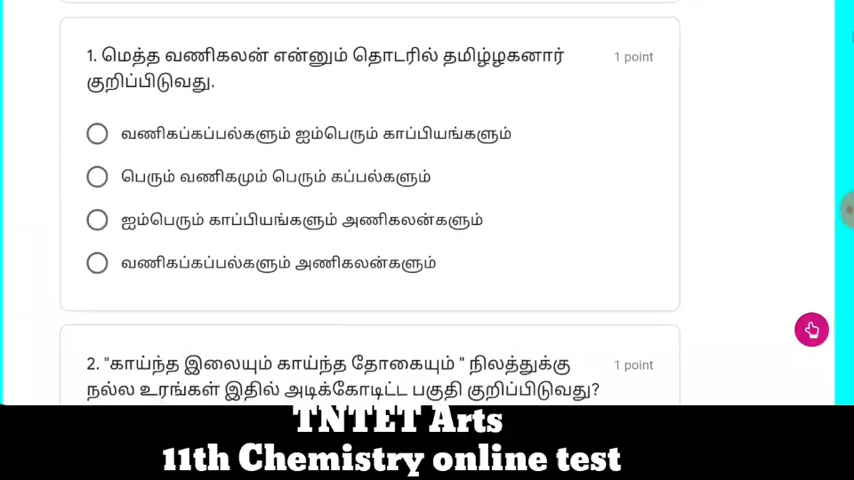 1. மெத்த வணிகலன் என்னும் தொடரில் தமிழ்ழகனார் 1 point
குறிப்பிடுவது.
வணிகப்கப்பல்களும் ஐம்பெரும் காப்பியங்களும்
பெரும் வணிகமும் பெரும் கப்பல்களும்
ஐம்பெரும் காப்பியங்களும் அணிகலன்களும்
வணிகப்கப்பல்களும் அணிகலன்களும்
2. "காய்ந்த இலையும் காய்ந்த தோகையும் " நிலத்துக்கு 1 point
நல்ல உரங்கள் இதில் அடிக்கோடிட்ட பகுதி குறிப்பிடுவது?
TNTET Arts
11th Chemistry online test